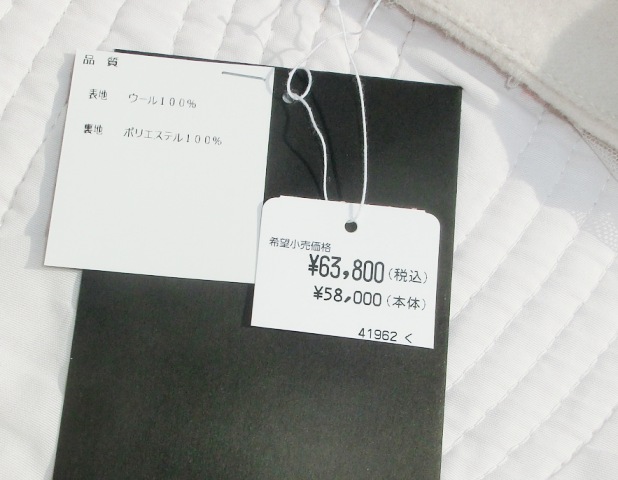 品 質
表地 ウール100%
裏地 ポリエステル100%
希望小売価格
¥63,800(税込)
¥58,000(本体)
41962 く